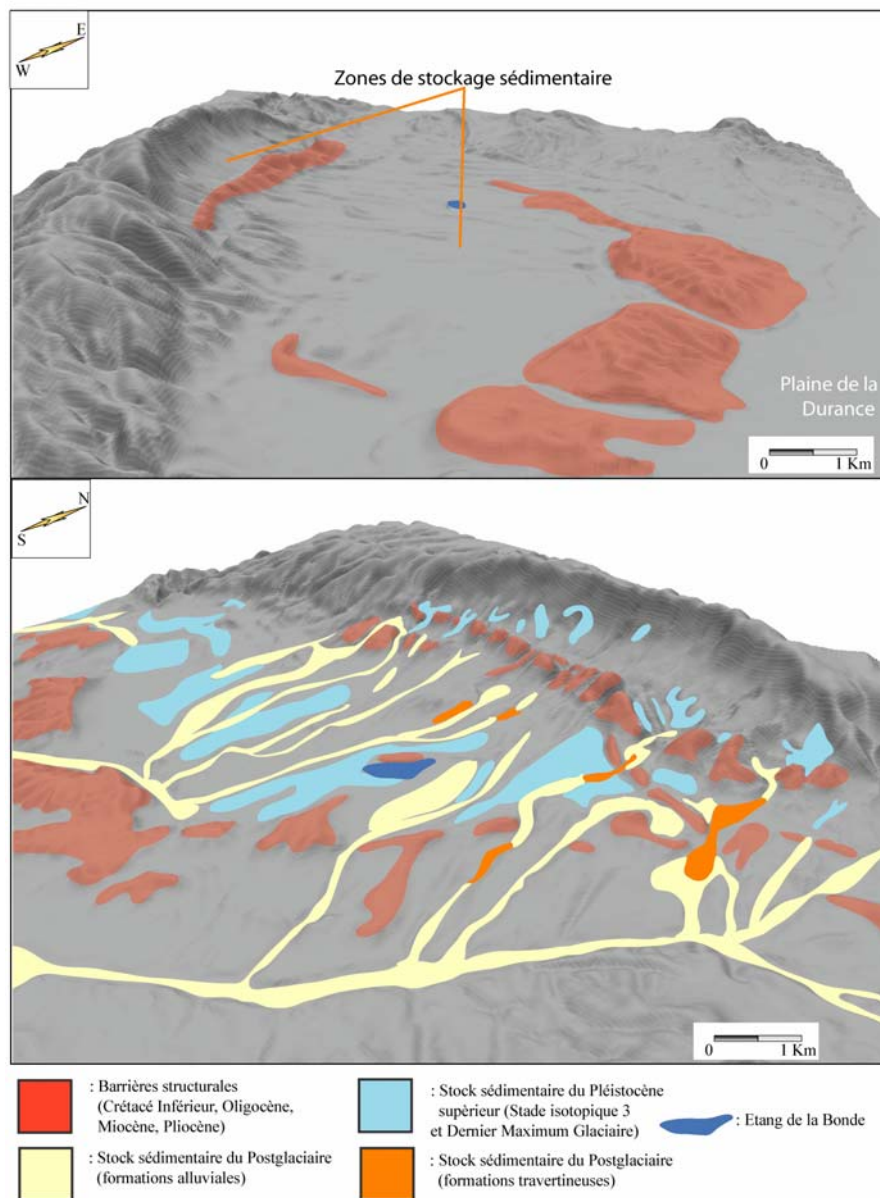 E
W
Zones de stockage sédimentaire
Plaine de la
Durance
0 1 Km
N
S
0 1 Km
: Barrières structurales
(Crétacé Inférieur, Oligocène,
Miocène, Pliocène)
: Stock sédimentaire du Pléistocène
supèrieur (Stade isotopique 3
et Dernier Maximum Glaciaire)
: Etang de la Bonde
: Stock sédimentaire du Postglaciaire
(formations alluviales)
: Stock sédimentaire du Postglaciaire
(formations travertineuses)